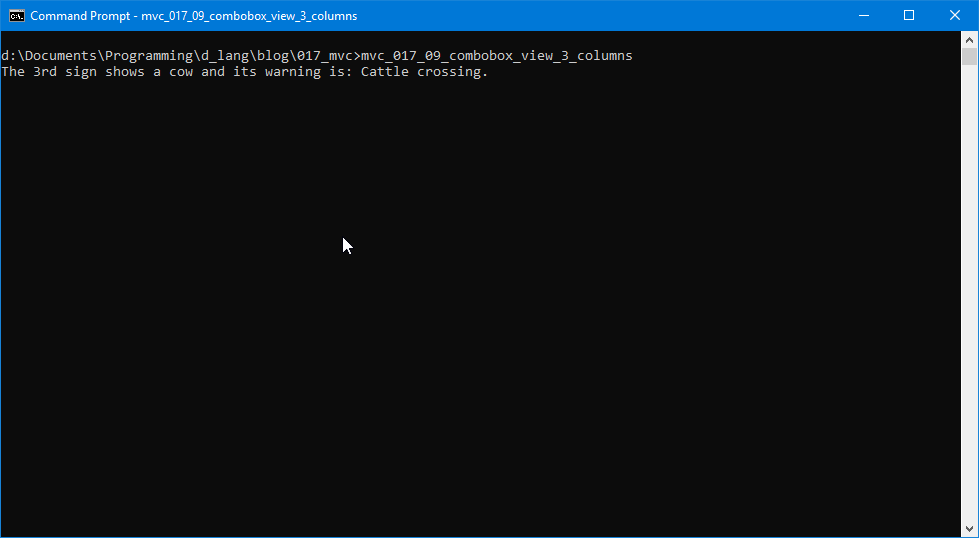 Command Prompt - mvc_017_09_combobox_view_3_columns
d:\Documents\Programming\d_lang\blog\017_mvc>mvc_017_09_combobox_view_3_columns
The 3rd sign shows a cow and its warning is: Cattle crossing.